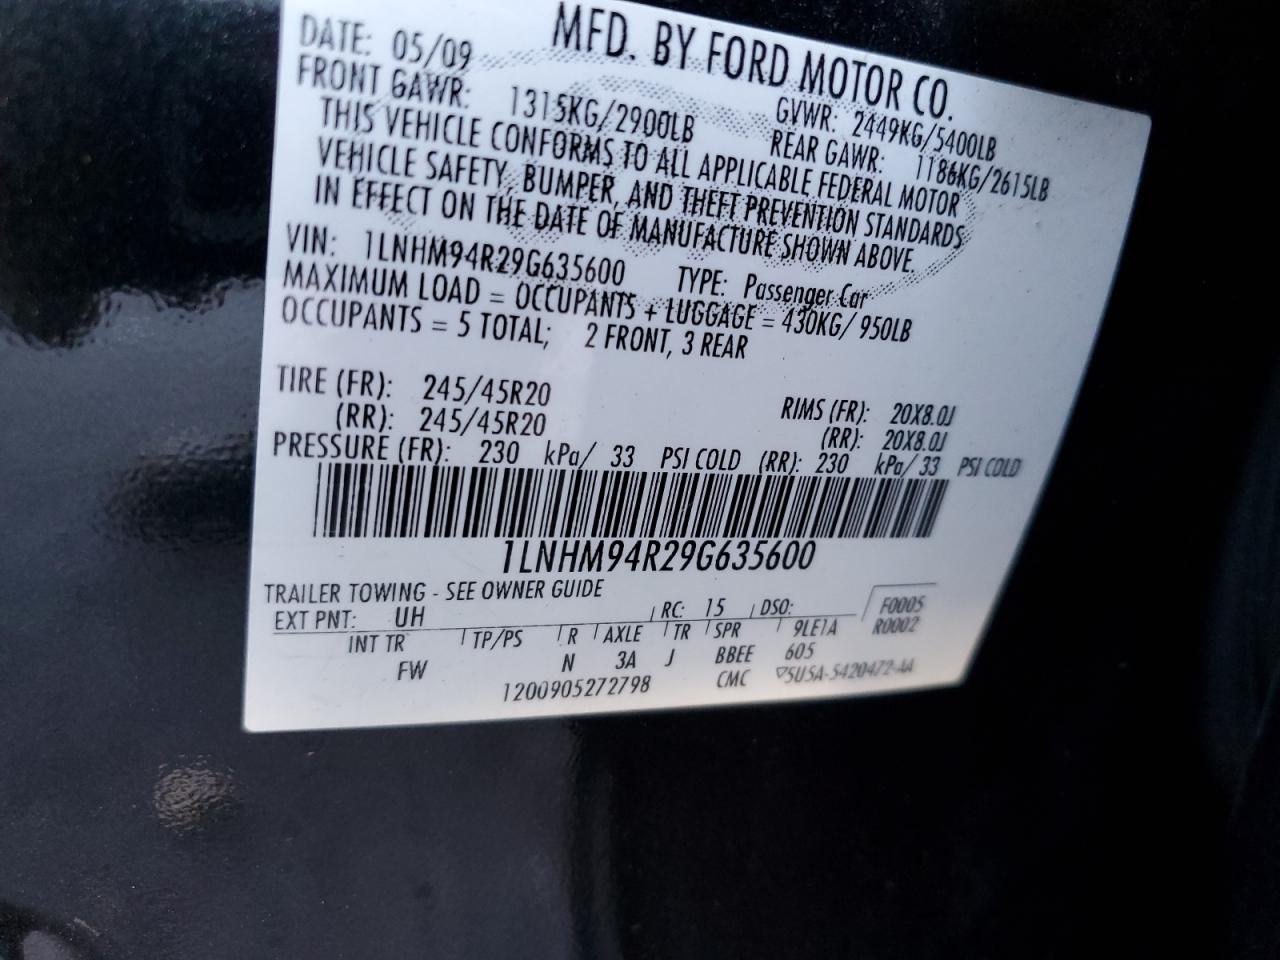 MFD. BY FORD MOTOR CO.
DATE: 05/09 GVWR: 2449KG/5400LB
FRONT GAWR: 1315KG/2900LB REAR GAWR: 1186KG/2615LB
THIS VEHICLE CONFORMS TO ALL APPLICABLE FEDERAL MOTOR
VEHICLE SAFETY, BUMPER, AND THEFT PREVENTION STANDARDS
IN EFFECT ON THE DATE OF MANUFACTURE SHOWN ABOVE.
VIN: 1LNHM94R29G635600 TYPE: Passenger Car
MAXIMUM LOAD = OCCUPANTS + LUGGAGE = 430KG/ 950LB
OCCUPANTS = 5 TOTAL; 2 FRONT, 3 REAR
TIRE (FR): 245/45R20 RIMS (FR): 20X8.0J
(RR): 245/45R20 (RR): 20X8.0J
PRESSURE (FR): 230 kPa/ 33 PSI COLD (RR): 230 kPa/ 33 PSI COLD
1LNHM94R29G635600
TRAILER TOWING - SEE OWNER GUIDE
EXT PNT: UH RC: 15 DSO: F0005
INT TR TP/PS R AXLE TR SPR 9LE1A R0002
FW N 3A J BBEE 605
1200905272798 CMC 5U5A-5420472-AA